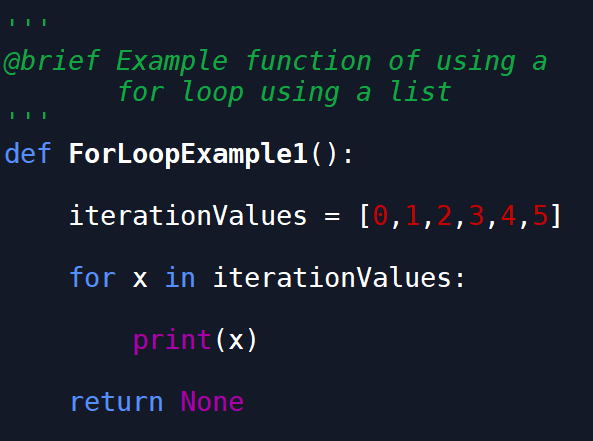 '''
@brief Example function of using a
       for loop using a list
'''
def ForLoopExample1():
    iterationValues = [0,1,2,3,4,5]
    for x in iterationValues:
        print(x)
    return None